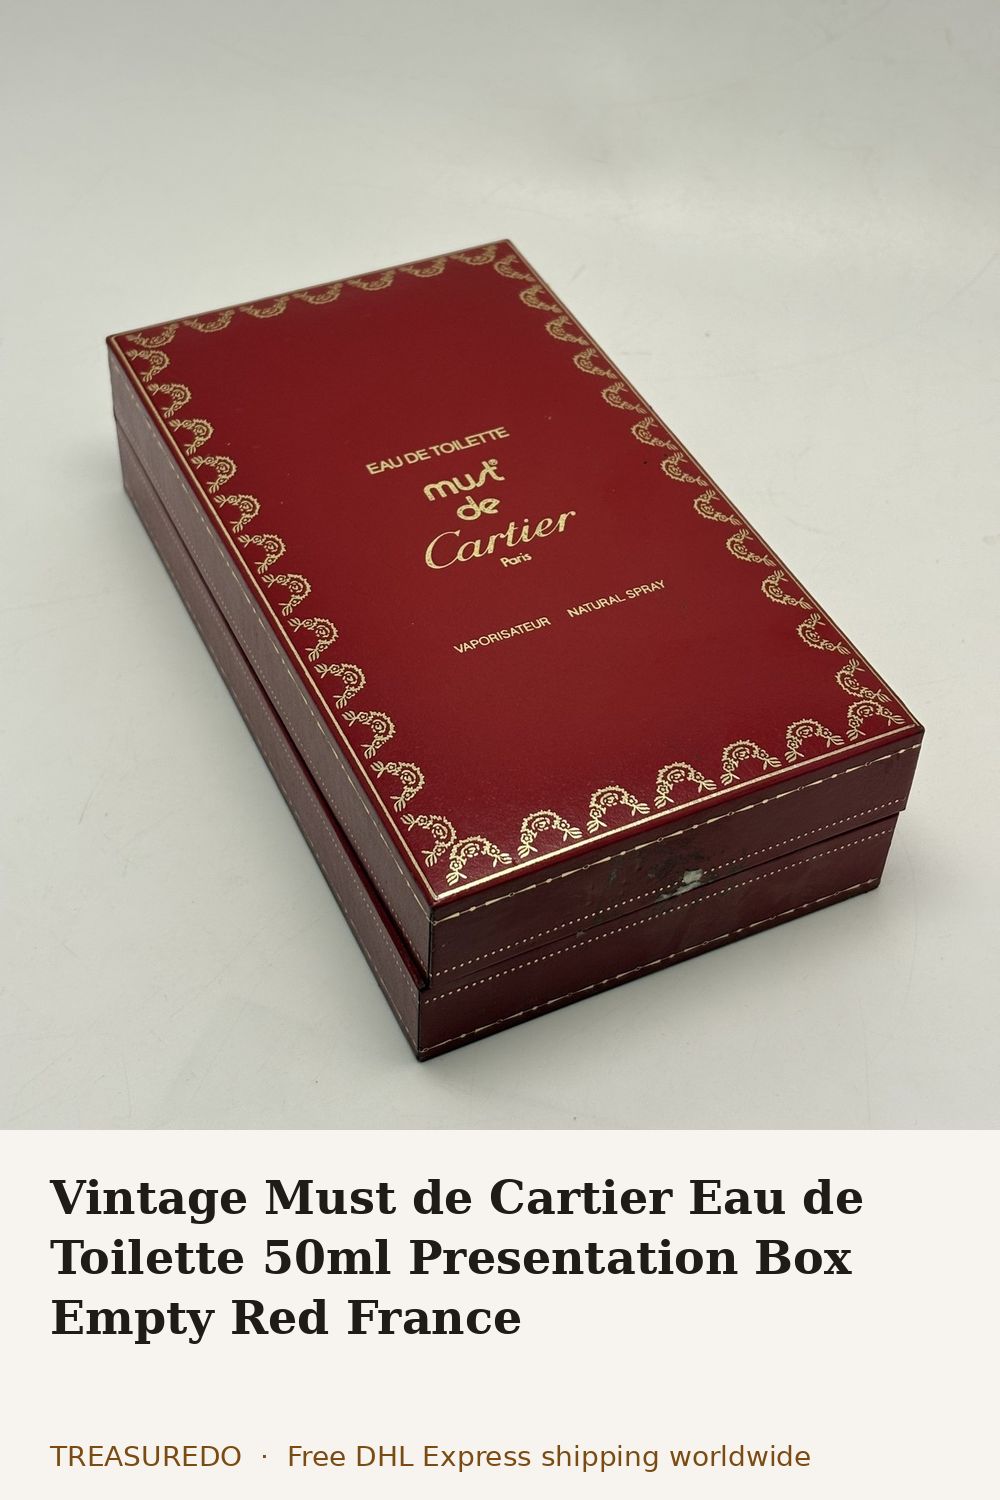 EAU DE TOILETTE
must®
de
Cartier
Paris
VAPORISATEUR NATURAL SPRAY
Vintage Must de Cartier Eau de
Toilette 50ml Presentation Box
Empty Red France
TREASUREDO · Free DHL Express shipping worldwide